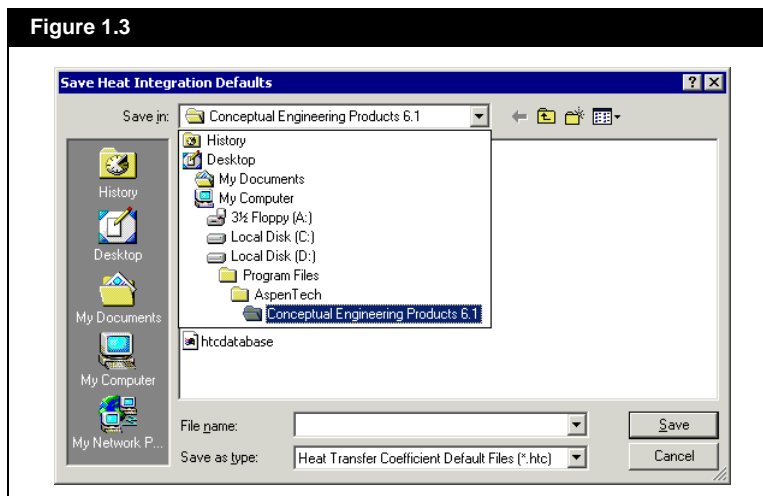 Figure 1.3
Save Heat Integration Defaults
Save in: Conceptual Engineering Products 6.1
History
Desktop
My Documents
My Computer
3½ Floppy (A:)
Local Disk (C:)
Local Disk (D:)
Program Files
AspenTech
Conceptual Engineering Products 6.1
htcdatabase
History
Desktop
My Documents
My Computer
My Network P...
File name:
Save
Save as type: Heat Transfer Coefficient Default Files (*.htc)
Cancel